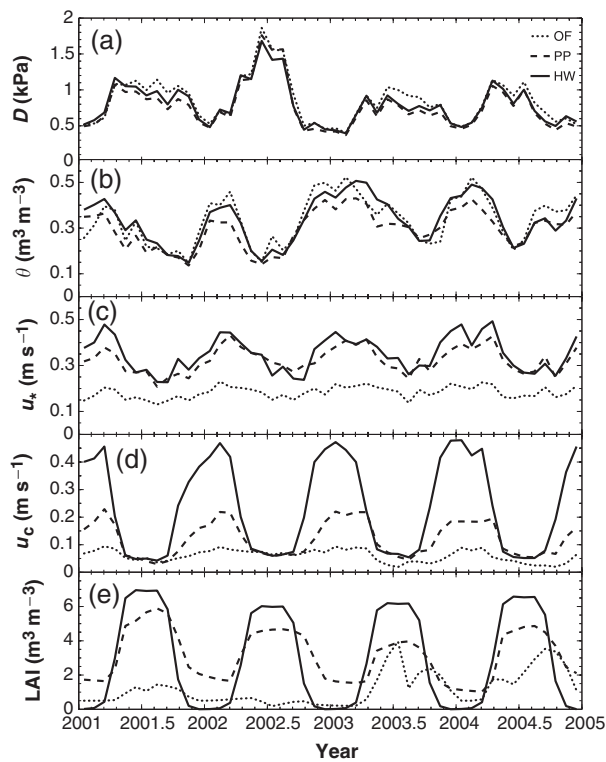 (a)
OF
PP
HW
D (kPa)
2
1.5
1
0.5
0
(b)
θ (m³ m⁻³)
0.5
0.3
0.1
0
(c)
u* (m s⁻¹)
0.5
0.3
0.1
0
(d)
uc (m s⁻¹)
0.4
0.2
0.1
0
(e)
LAI (m³ m⁻³)
6
4
2
0
2001 2001.5 2002 2002.5 2003 2003.5 2004 2004.5 2005
Year